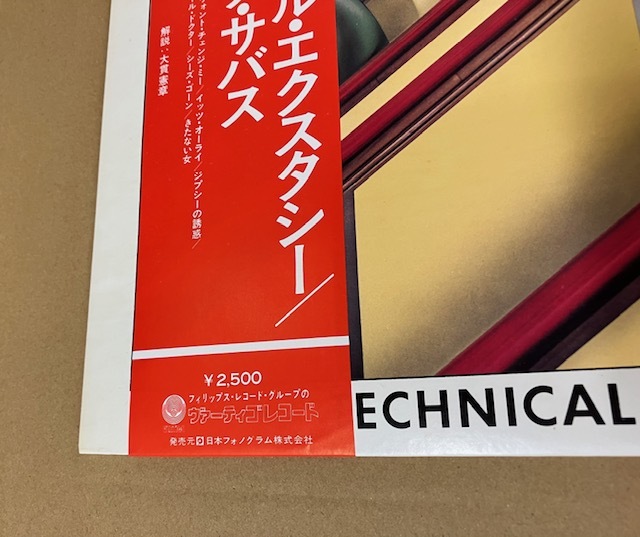 ル・エクスタシー/
・サバス
ォント・チェンジ・ミー/イッツ・オーライ/ジプシーの誘惑/
ル・ドクター/シーズ・ゴーン/きたない女
解説:大貫憲章
¥2,500
フィリップス・レコード・グループの
ヴァーティゴ・レコード
発売元 日本フォノグラム株式会社
ECHNICAL